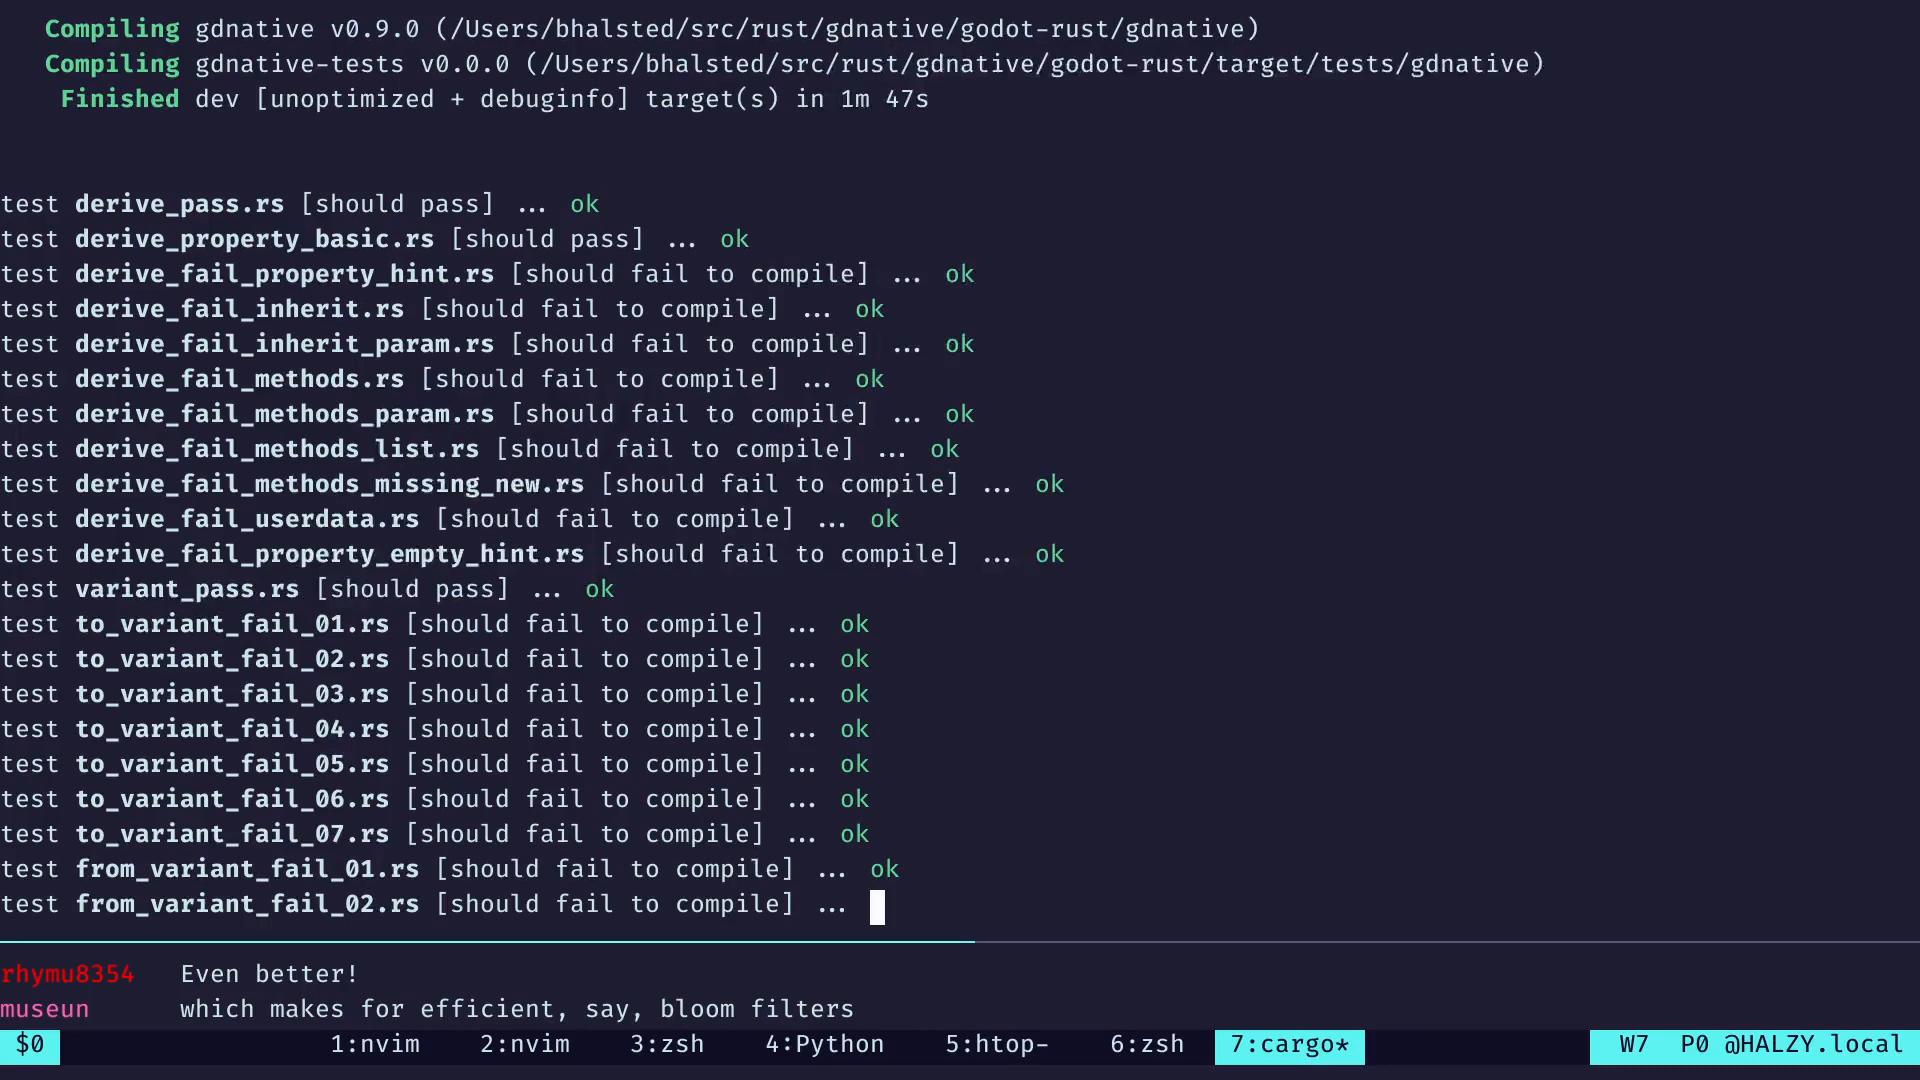 Compiling gdnative v0.9.0 (/Users/bhalsted/src/rust/gdnative/godot-rust/gdnative)
Compiling gdnative-tests v0.0.0 (/Users/bhalsted/src/rust/gdnative/godot-rust/target/tests/gdnative)
Finished dev [unoptimized + debuginfo] target(s) in 1m 47s
test derive_pass.rs [should pass] ... ok
test derive_property_basic.rs [should pass] ... ok
test derive_fail_property_hint.rs [should fail to compile] ... ok
test derive_fail_inherit.rs [should fail to compile] ... ok
test derive_fail_inherit_param.rs [should fail to compile] ... ok
test derive_fail_methods.rs [should fail to compile] ... ok
test derive_fail_methods_param.rs [should fail to compile] ... ok
test derive_fail_methods_list.rs [should fail to compile] ... ok
test derive_fail_methods_missing_new.rs [should fail to compile] ... ok
test derive_fail_userdata.rs [should fail to compile] ... ok
test derive_fail_property_empty_hint.rs [should fail to compile] ... ok
test variant_pass.rs [should pass] ... ok
test to_variant_fail_01.rs [should fail to compile] ... ok
test to_variant_fail_02.rs [should fail to compile] ... ok
test to_variant_fail_03.rs [should fail to compile] ... ok
test to_variant_fail_04.rs [should fail to compile] ... ok
test to_variant_fail_05.rs [should fail to compile] ... ok
test to_variant_fail_06.rs [should fail to compile] ... ok
test to_variant_fail_07.rs [should fail to compile] ... ok
test from_variant_fail_01.rs [should fail to compile] ... ok
test from_variant_fail_02.rs [should fail to compile] ...
rhymu8354 Even better!
museun which makes for efficient, say, bloom filters
$0 1:nvim 2:nvim 3:zsh 4:Python 5:htop- 6:zsh 7:cargo* W7 P0 @HALZY.local